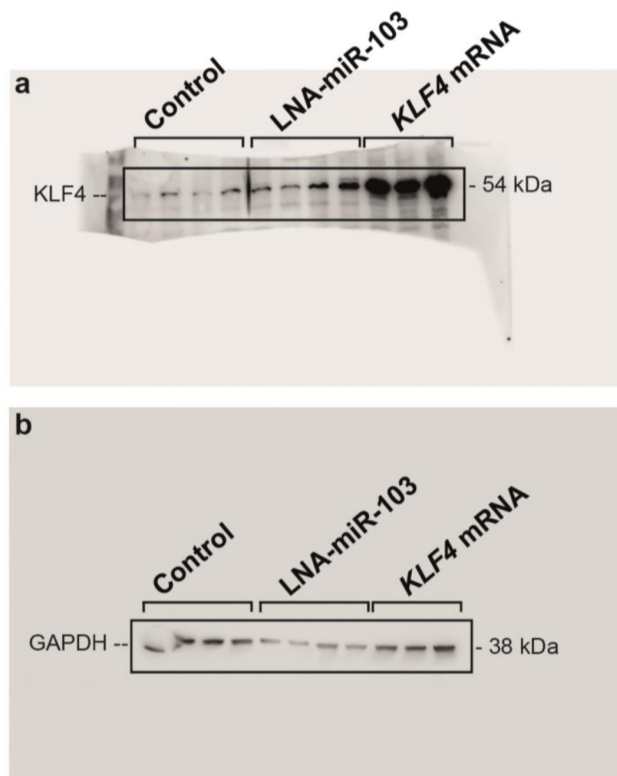 a
Control
LNA-miR-103
KLF4 mRNA
KLF4 --
- 54 kDa
b
Control
LNA-miR-103
KLF4 mRNA
GAPDH --
- 38 kDa